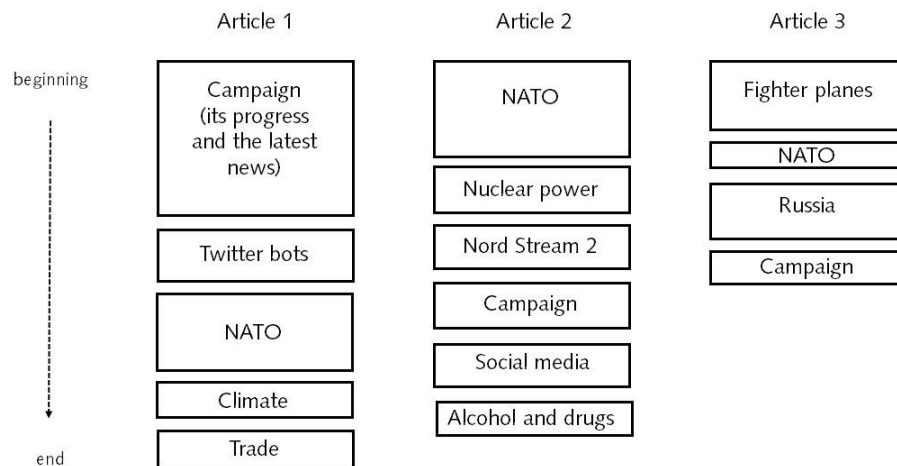 Article 1
Article 2
Article 3
beginning
end
Campaign
(its progress
and the latest
news)
Twitter bots
NATO
Climate
Trade
NATO
Nuclear power
Nord Stream 2
Campaign
Social media
Alcohol and drugs
Fighter planes
NATO
Russia
Campaign